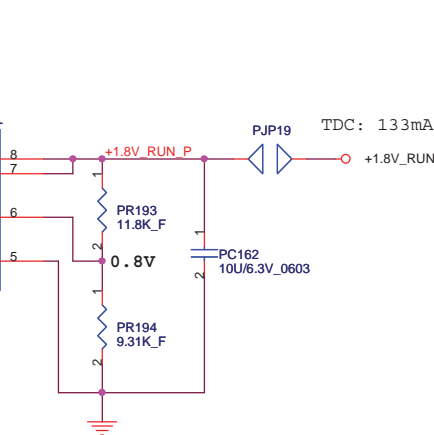 PJP19
TDC: 133mA
8
+1.8V_RUN_P
+1.8V_RUN
7
1
PR193
11.8K_F
6
2
1
PC162
10U/6.3V_0603
2
5
0.8V
1
PR194
9.31K_F
2